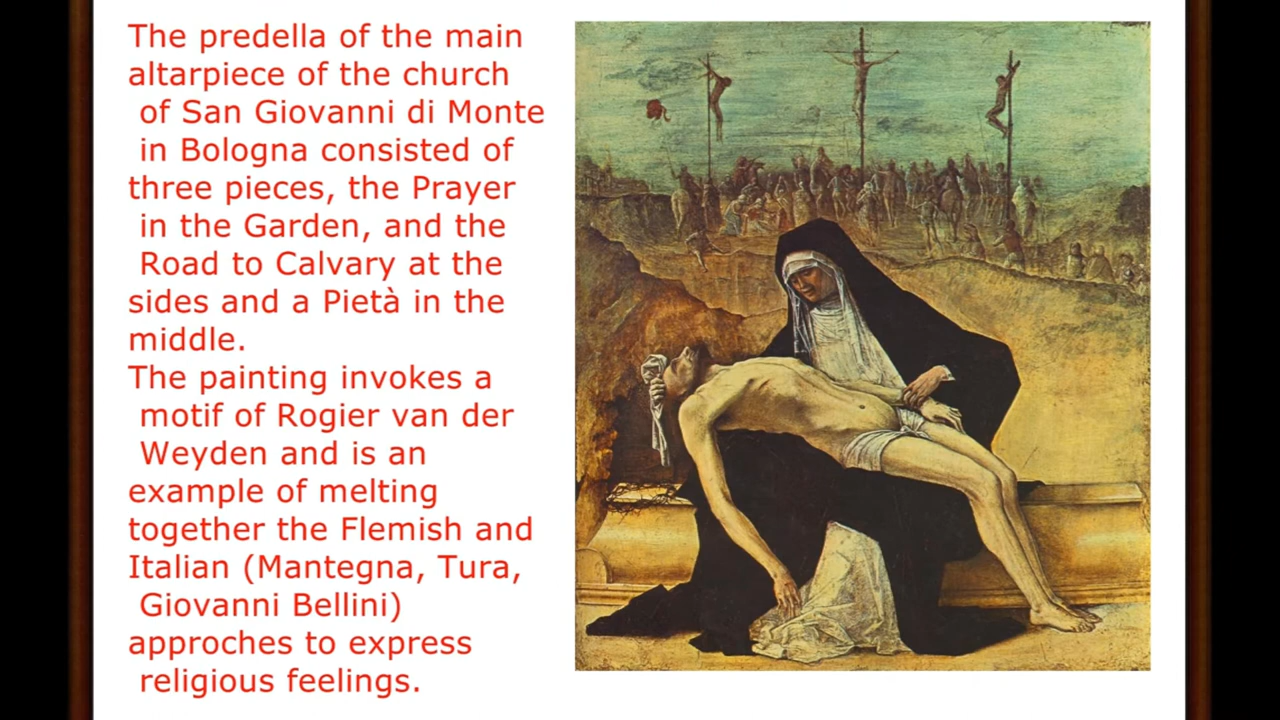 The predella of the main
altarpiece of the church
of San Giovanni di Monte
in Bologna consisted of
three pieces, the Prayer
in the Garden, and the
Road to Calvary at the
sides and a Pietà in the
middle.
The painting invokes a
motif of Rogier van der
Weyden and is an
example of melting
together the Flemish and
Italian (Mantegna, Tura,
Giovanni Bellini)
approches to express
religious feelings.